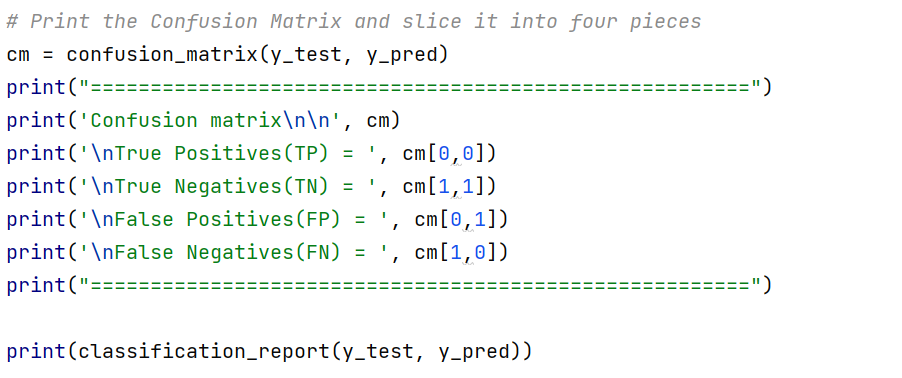 # Print the Confusion Matrix and slice it into four pieces
cm = confusion_matrix(y_test, y_pred)
print("=======================================================")
print('Confusion matrix\n\n', cm)
print('\nTrue Positives(TP) = ', cm[0,0])
print('\nTrue Negatives(TN) = ', cm[1,1])
print('\nFalse Positives(FP) = ', cm[0,1])
print('\nFalse Negatives(FN) = ', cm[1,0])
print("=======================================================")
print(classification_report(y_test, y_pred))